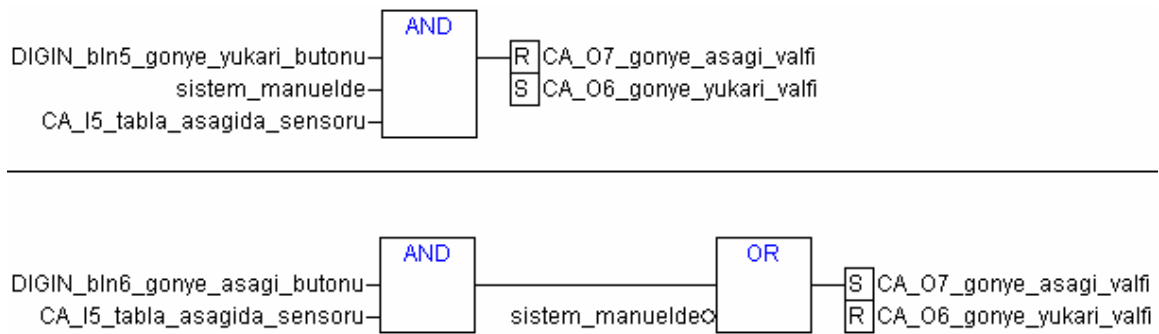 AND
DIGIN_bIn5_gonye_yukari_butonu R CA_O7_gonye_asagi_valfi
sistem_manuelde S CA_O6_gonye_yukari_valfi
CA_I5_tabla_asagida_sensoru
AND OR
DIGIN_bIn6_gonye_asagi_butonu S CA_O7_gonye_asagi_valfi
CA_I5_tabla_asagida_sensoru sistem_manuelde R CA_O6_gonye_yukari_valfi